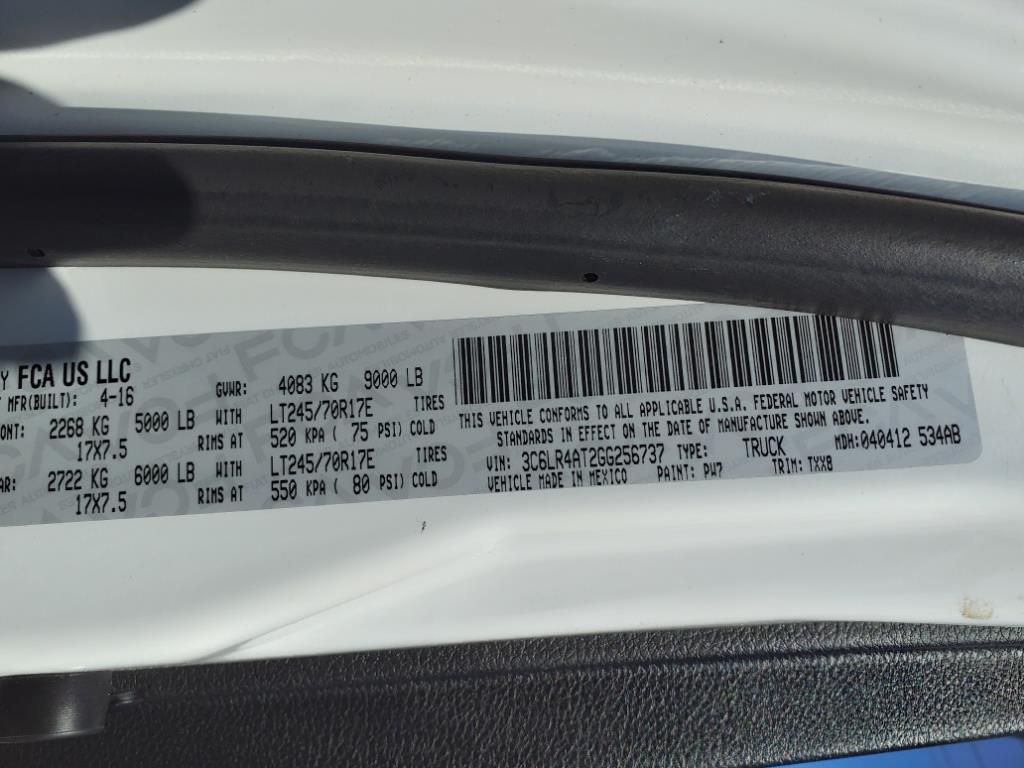 Y FCA US LLC
MFR(BUILT): 4-16
GVWR: 4083 KG 9000 LB
ONT: 2268 KG 5000 LB WITH LT245/70R17E TIRES
17X7.5 RIMS AT 520 KPA ( 75 PSI) COLD
AR: 2722 KG 6000 LB WITH LT245/70R17E TIRES
17X7.5 RIMS AT 550 KPA ( 80 PSI) COLD
THIS VEHICLE CONFORMS TO ALL APPLICABLE U.S.A. FEDERAL MOTOR VEHICLE SAFETY
STANDARDS IN EFFECT ON THE DATE OF MANUFACTURE SHOWN ABOVE.
VIN: 3C6LR4AT2GG256737 TYPE: TRUCK MDH:040412 534AB
VEHICLE MADE IN MEXICO PAINT: PW7 TRIM: TXX8